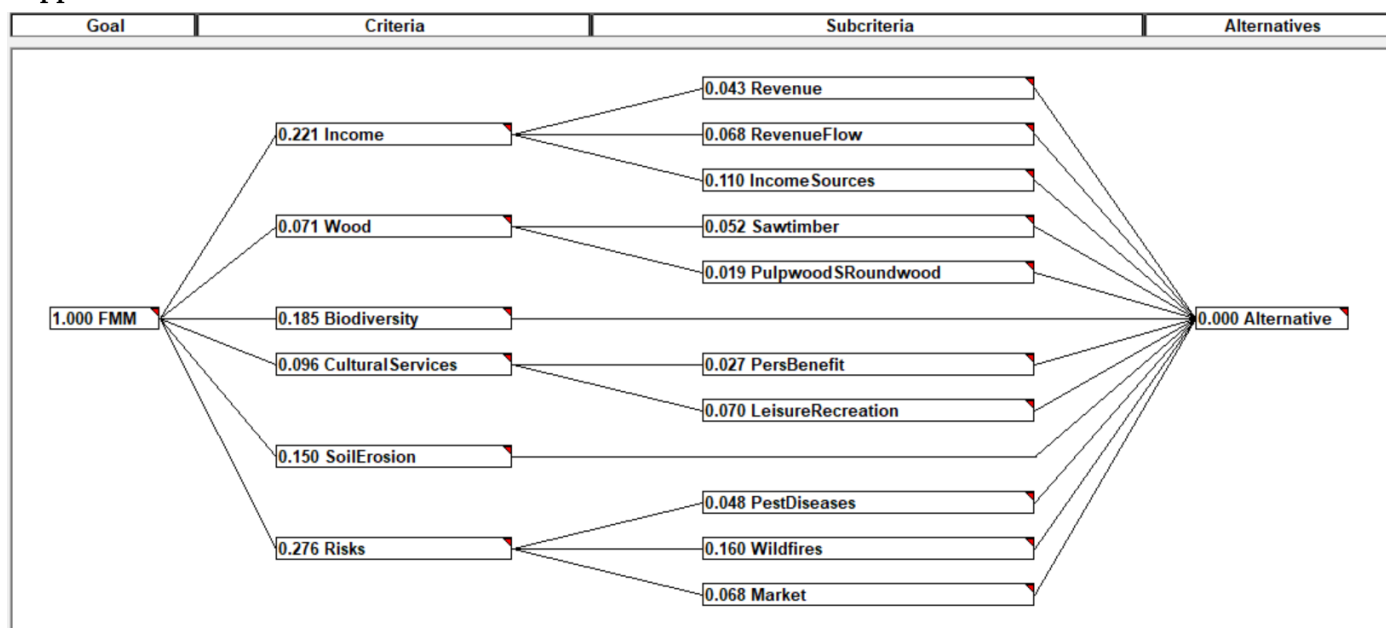 Goal
Criteria
Subcriteria
Alternatives
0.043 Revenue
0.221 Income
0.068 RevenueFlow
0.110 IncomeSources
0.071 Wood
0.052 Sawtimber
0.019 PulpwoodSRoundwood
1.000 FMM
0.185 Biodiversity
0.000 Alternative
0.096 CulturalServices
0.027 PersBenefit
0.070 LeisureRecreation
0.150 SoilErosion
0.048 PestDiseases
0.276 Risks
0.160 Wildfires
0.068 Market